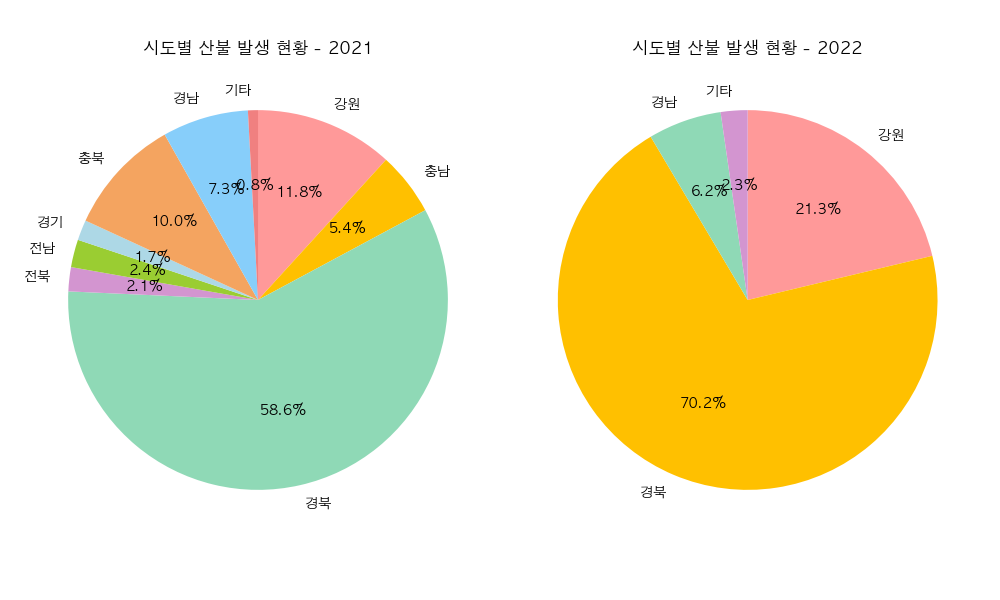 시도별 산불 발생 현황 - 2021
기타
경남
강원
충북
충남
경기
전남
전북
경북
0.8%
7.3%
11.8%
10.0%
5.4%
1.7%
2.4%
2.1%
58.6%
시도별 산불 발생 현황 - 2022
기타
경남
강원
경북
2.3%
6.2%
21.3%
70.2%